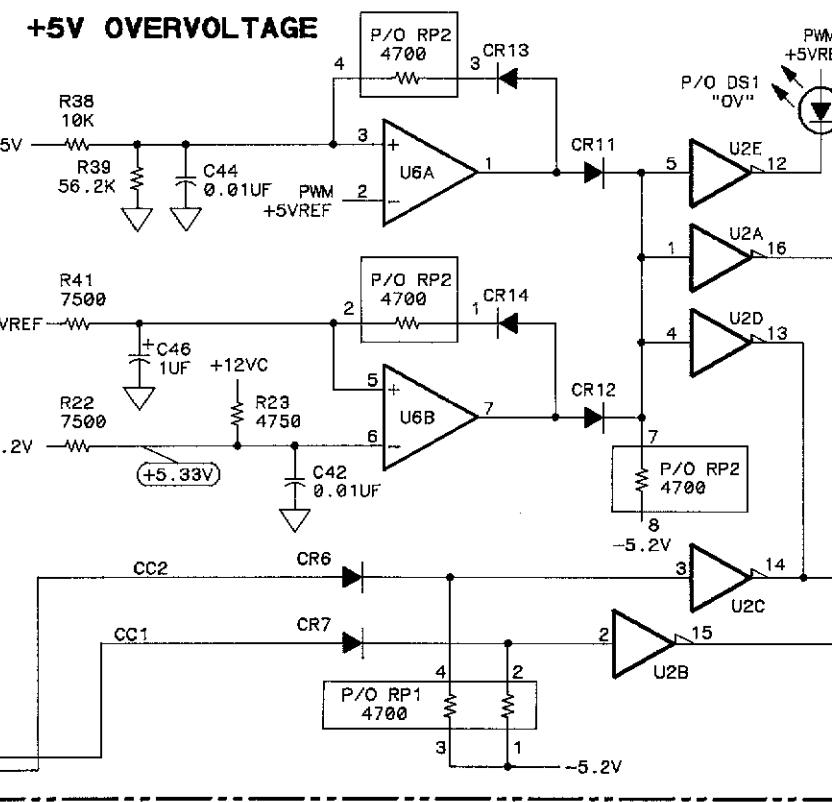 +5V OVERVOLTAGE
P/O RP2
4700
4
3
CR13
PWM
+5VRE
P/O DS1
"OV"
R38
10K
5V
R39
56.2K
C44
0.01UF
PWM
+5VREF
3
+
2
-
U6A
1
CR11
5
U2E
12
U2A
1
16
R41
7500
VREF
P/O RP2
4700
2
1
CR14
4
U2D
13
+
C46
1UF
+12VC
R22
7500
R23
4750
5
+
6
-
U6B
7
CR12
.2V
(+5.33V)
C42
0.01UF
7
P/O RP2
4700
8
-5.2V
CC2
CR6
3
14
U2C
CC1
CR7
2
15
U2B
4
2
P/O RP1
4700
3
1
-5.2V